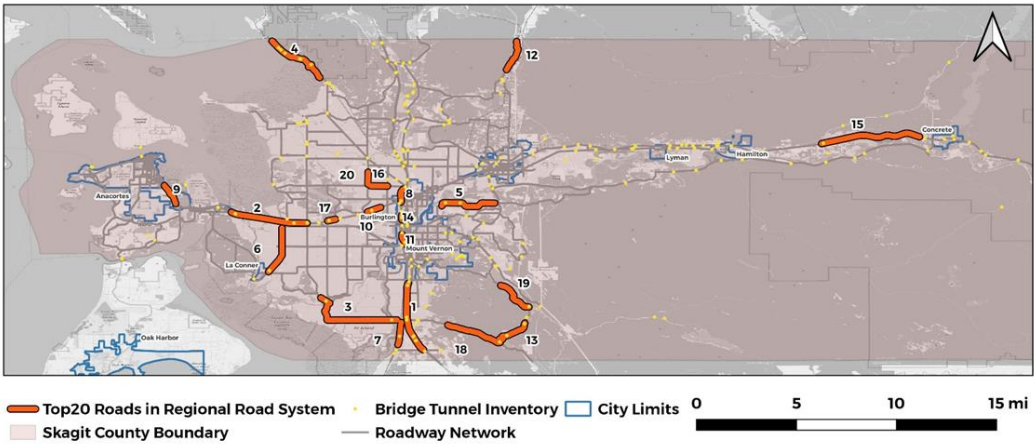 4
12
15
Concrete
Lyman
Hamilton
20
16
9
Anacortes
8
5
2
17
Burlington
14
10
11
6
Mount Vernon
La Conner
19
3
1
7
13
18
Oak Harbor
Top20 Roads in Regional Road System
Bridge Tunnel Inventory
City Limits
0
5
10
15 mi
Skagit County Boundary
Roadway Network